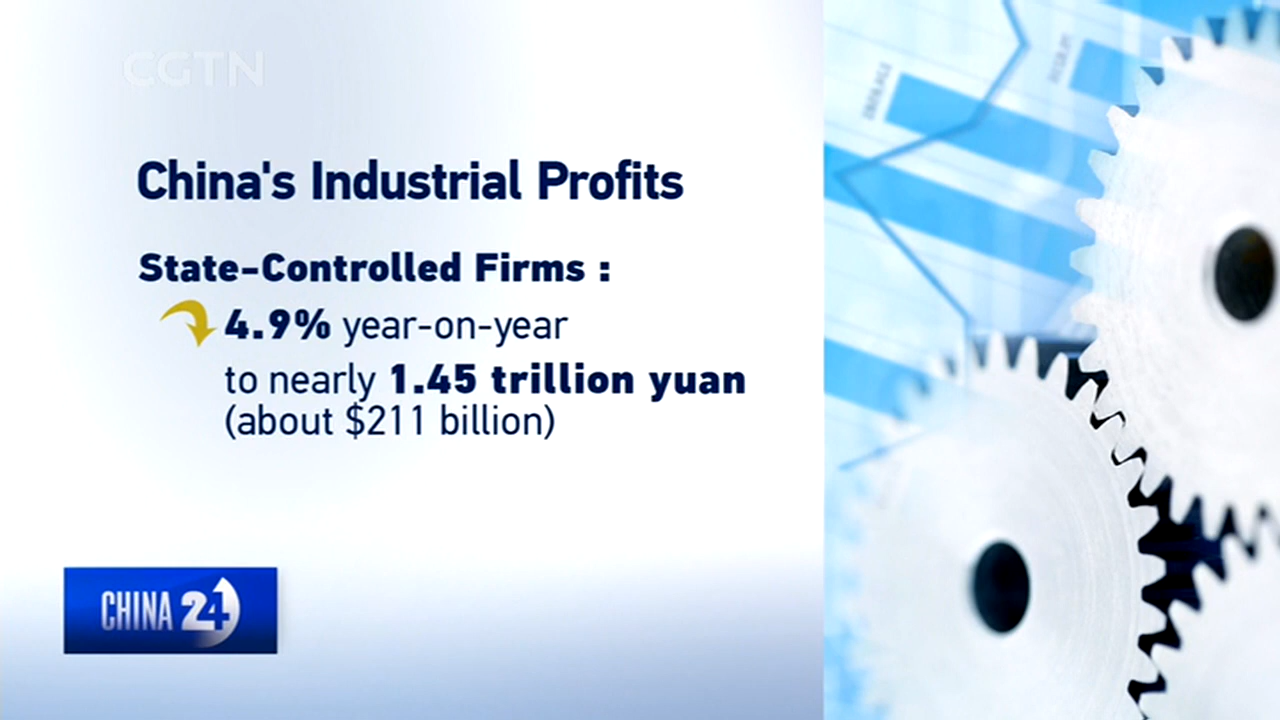 CGTN
China's Industrial Profits
State-Controlled Firms :
4.9% year-on-year
to nearly 1.45 trillion yuan
(about $211 billion)
CHINA 24